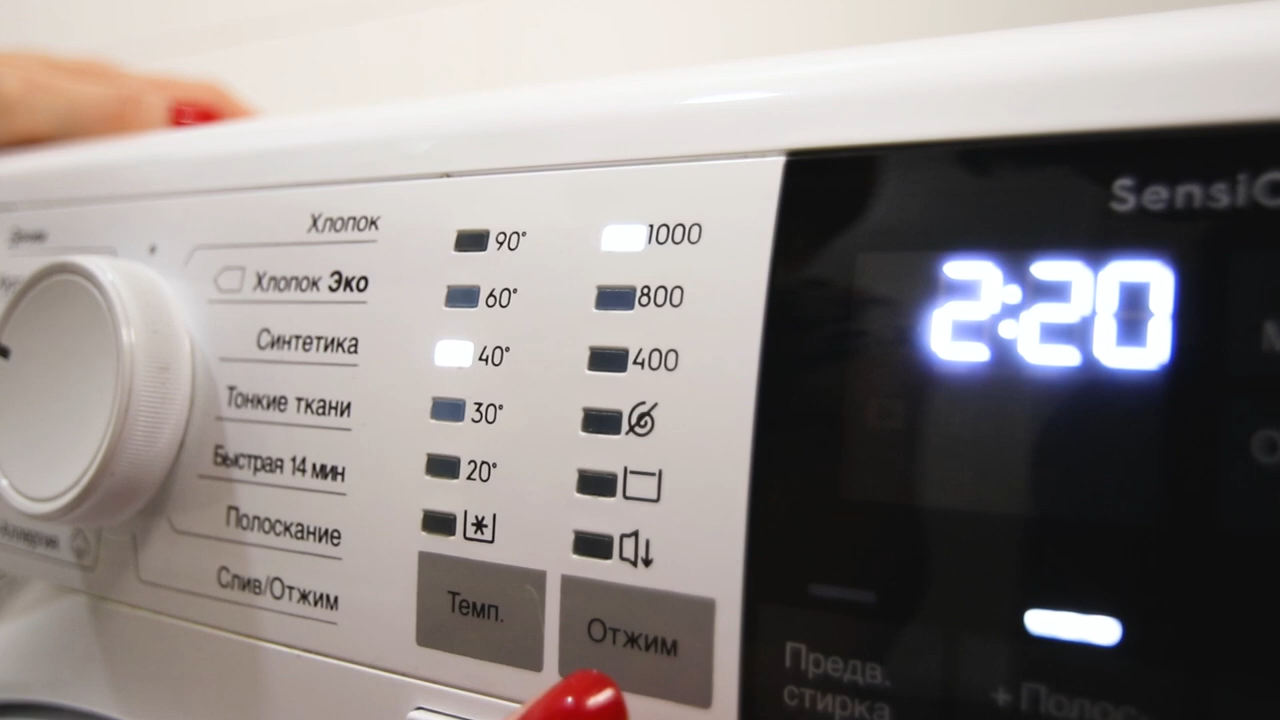 Хлопок
Хлопок Эко
Синтетика
Тонкие ткани
Быстрая 14 мин
Полоскание
Слив/Отжим
90°
60°
40°
30°
20°
Темп.
1000
800
400
Отжим
SensiC
2:20
Предв.
стирка
+ Полос